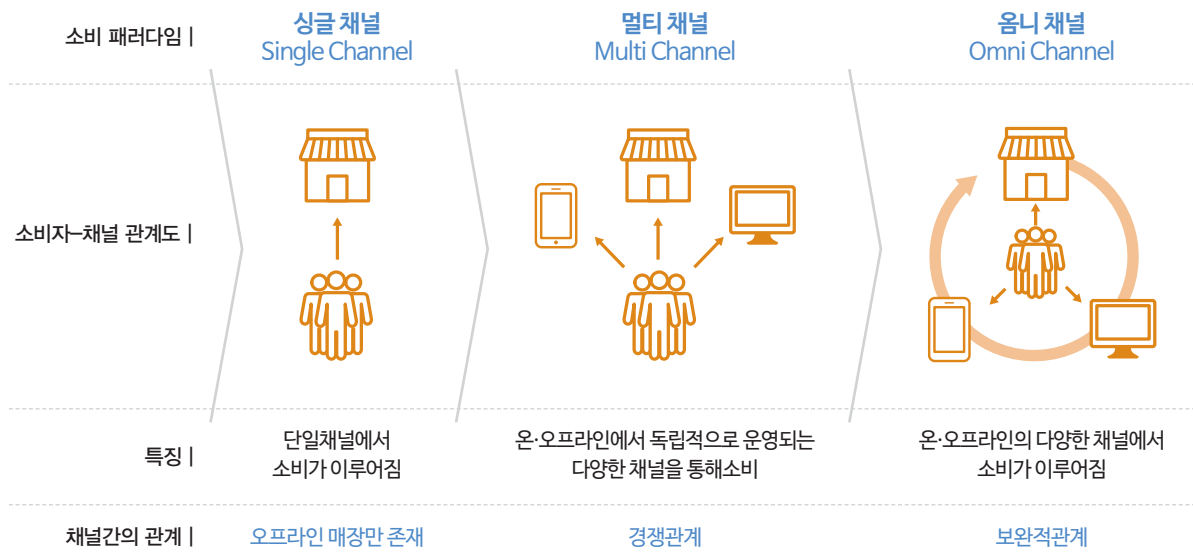 소비 패러다임 |
싱글 채널
Single Channel
멀티 채널
Multi Channel
옴니 채널
Omni Channel
소비자–채널 관계도 |
특징 |
단일채널에서
소비가 이루어짐
온·오프라인에서 독립적으로 운영되는
다양한 채널을 통해소비
온·오프라인의 다양한 채널에서
소비가 이루어짐
채널간의 관계 |
오프라인 매장만 존재
경쟁관계
보완적관계